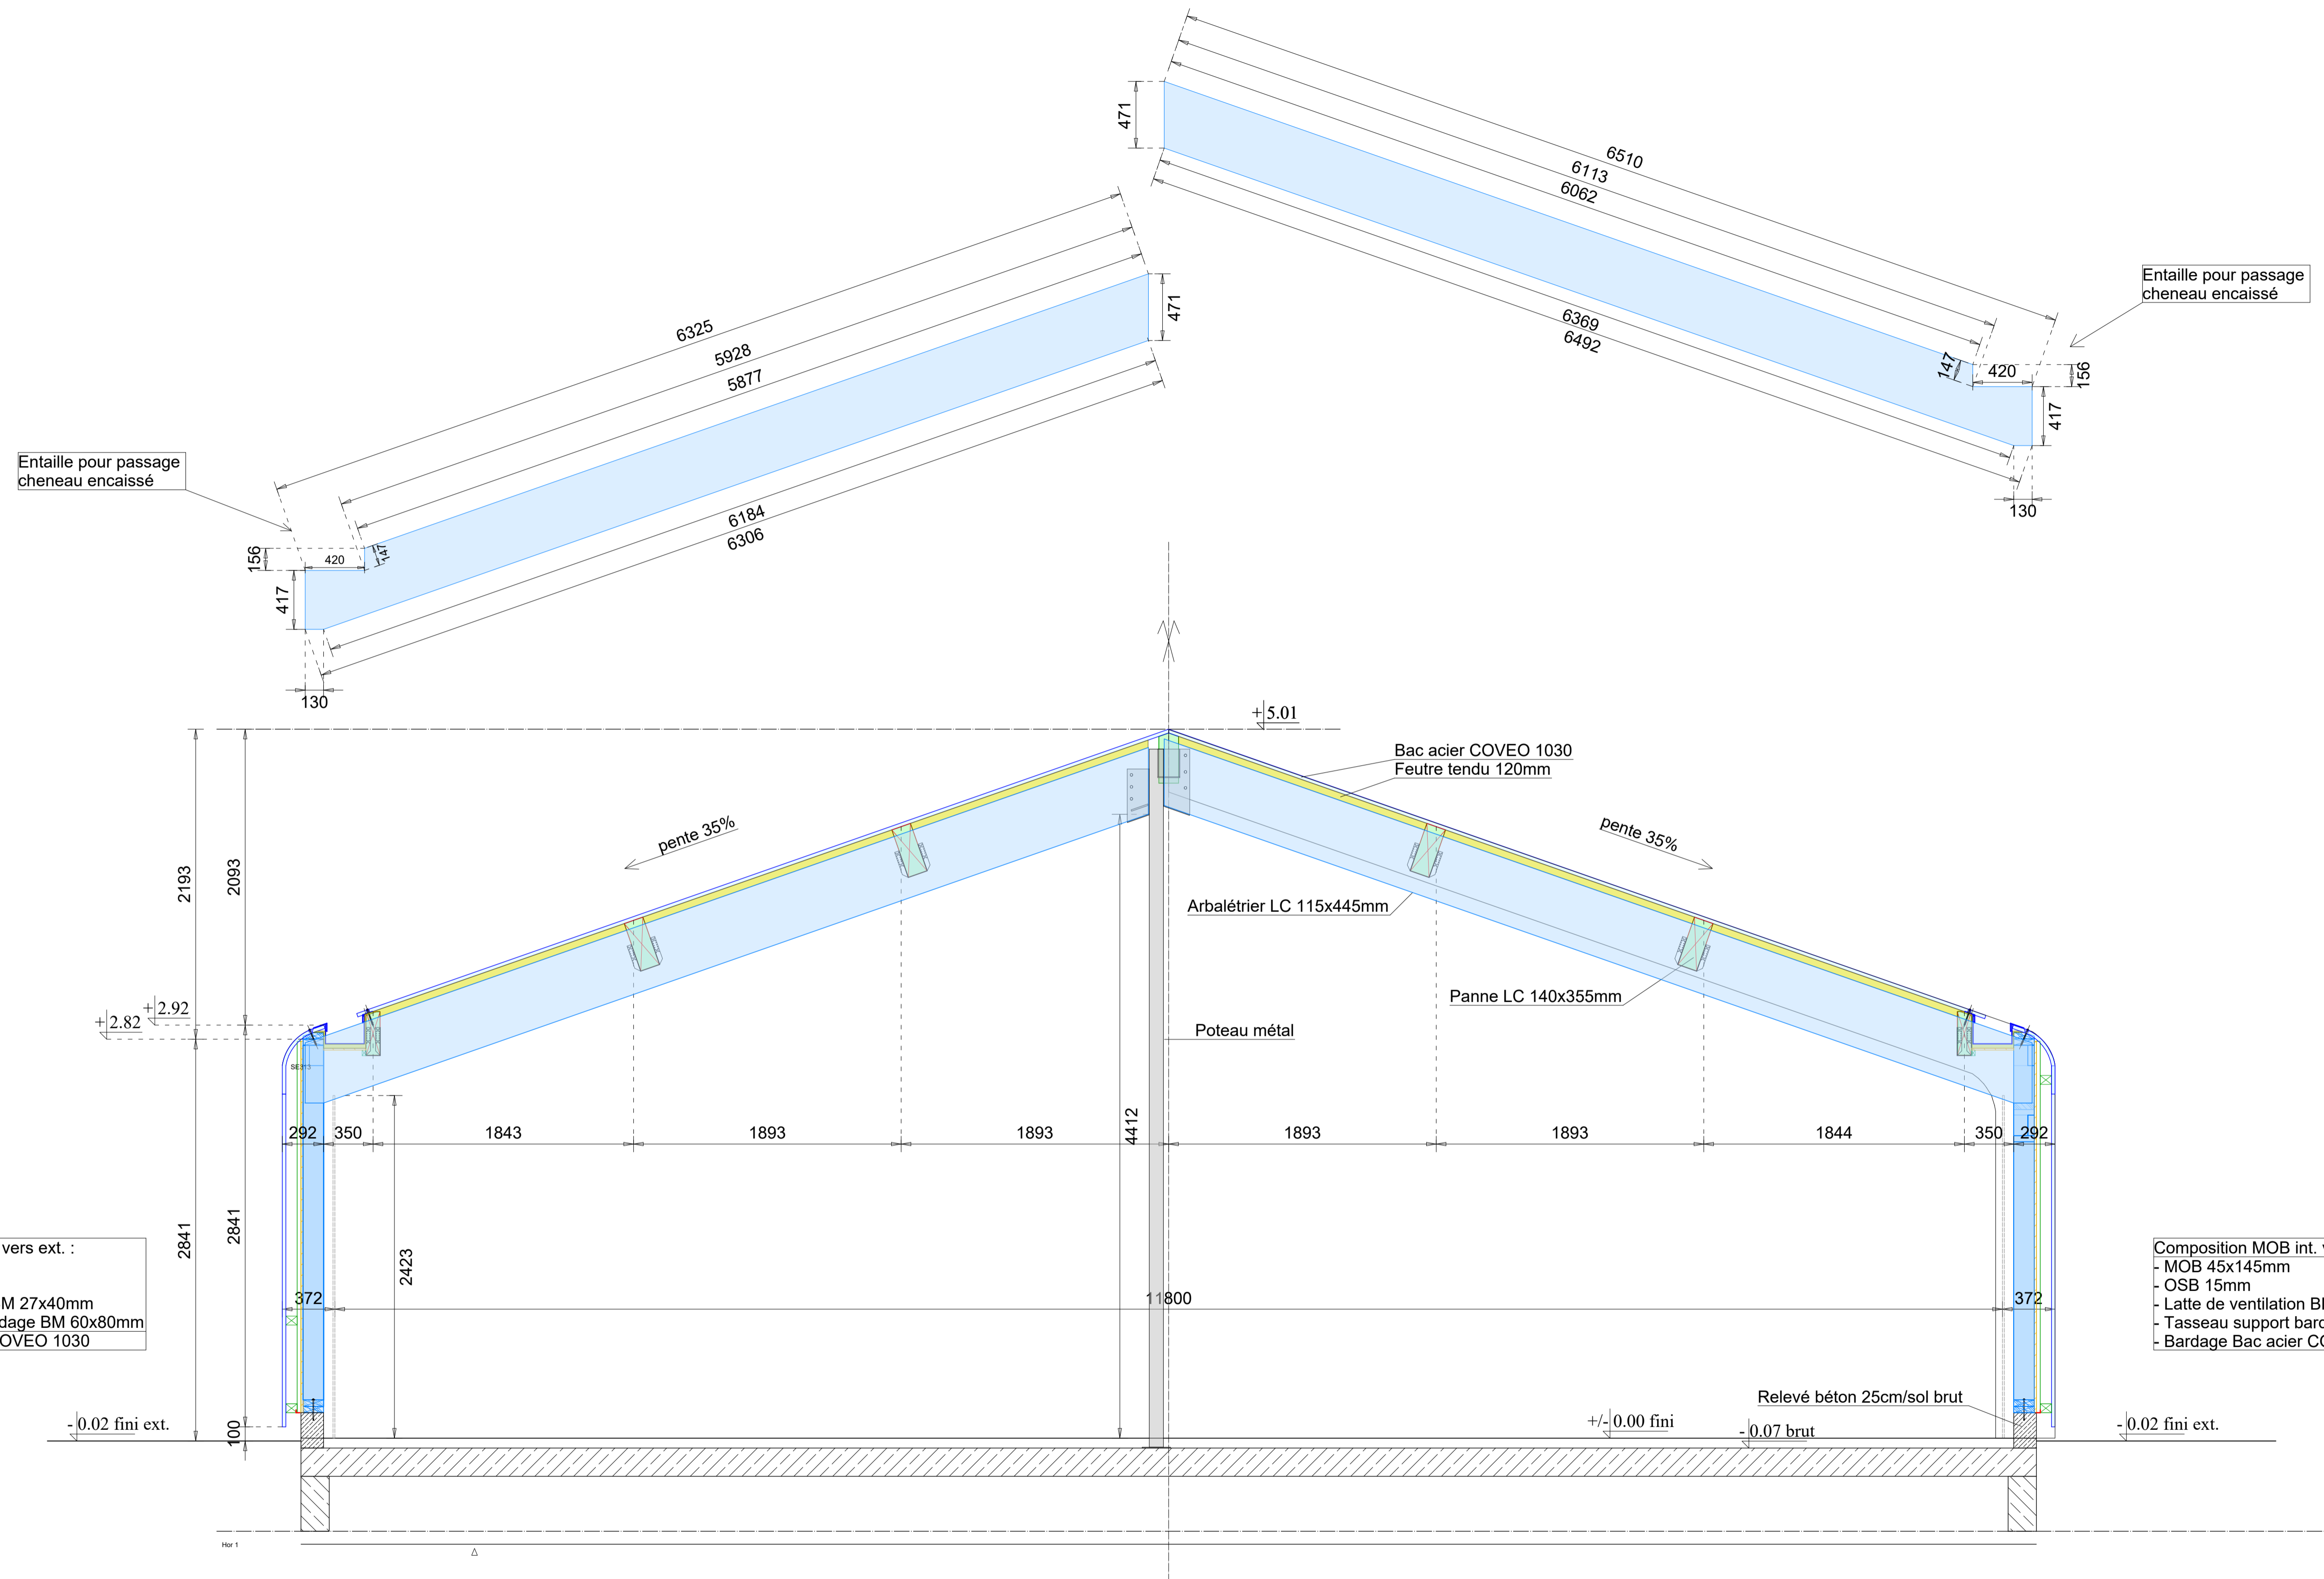 6510
6113
6062
471
6369
6492
147
420
156
417
130
Entaille pour passage
cheneau encaissé
6325
5928
5877
471
6184
6306
Entaille pour passage
cheneau encaissé
156
420
147
417
130
+ 5.01
Bac acier COVEO 1030
Feutre tendu 120mm
pente 35%
pente 35%
2193
2093
Arbalétrier LC 115x445mm
Panne LC 140x355mm
Poteau métal
+ 2.92
+ 2.82
SE313
292
350
1843
1893
1893
4412
1893
1893
1844
350
292
2841
2841
2423
vers ext. :
M 27x40mm
dage BM 60x80mm
OVEO 1030
372
11800
372
Composition MOB int. v
- MOB 45x145mm
- OSB 15mm
- Latte de ventilation BI
- Tasseau support bard
- Bardage Bac acier CO
Relevé béton 25cm/sol brut
- 0.02 fini ext.
100
+/- 0.00 fini
- 0.07 brut
- 0.02 fini ext.
Hor 1